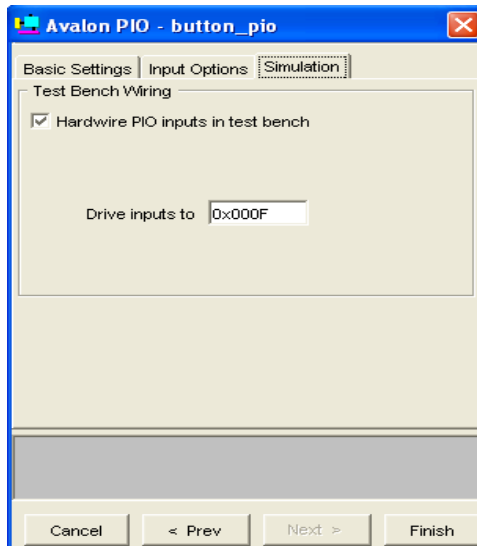 Avalon PIO - button_pio
Basic Settings Input Options Simulation
Test Bench Wiring
Hardwire PIO inputs in test bench
Drive inputs to 0x000F
Cancel < Prev Next > Finish